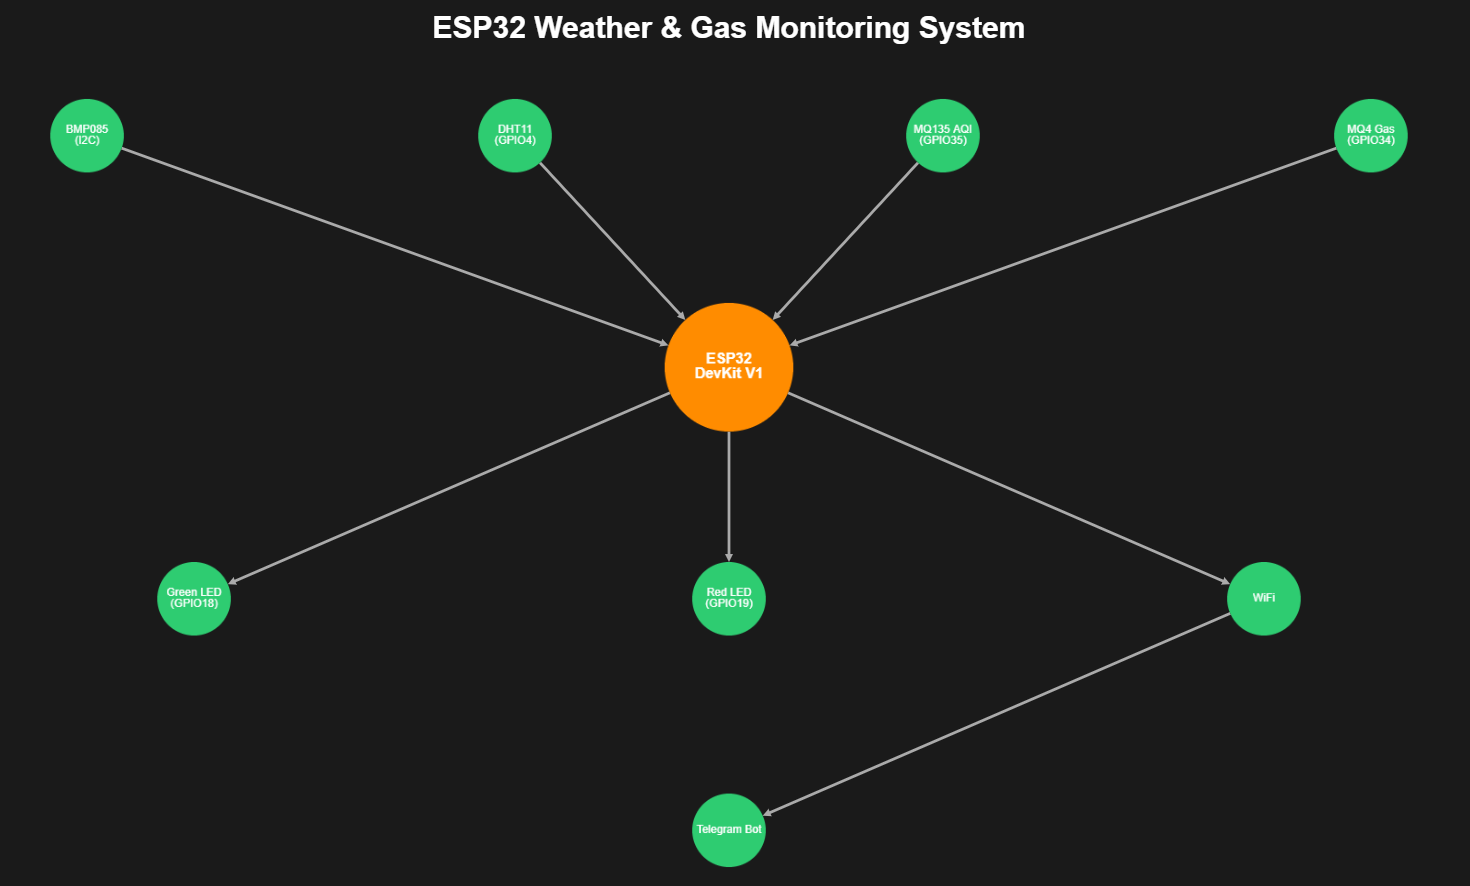 ESP32 Weather & Gas Monitoring System
BMP085
(I2C)
DHT11
(GPIO4)
MQ135 AQI
(GPIO35)
MQ4 Gas
(GPIO34)
ESP32
DevKit V1
Green LED
(GPIO18)
Red LED
(GPIO19)
WiFi
Telegram Bot